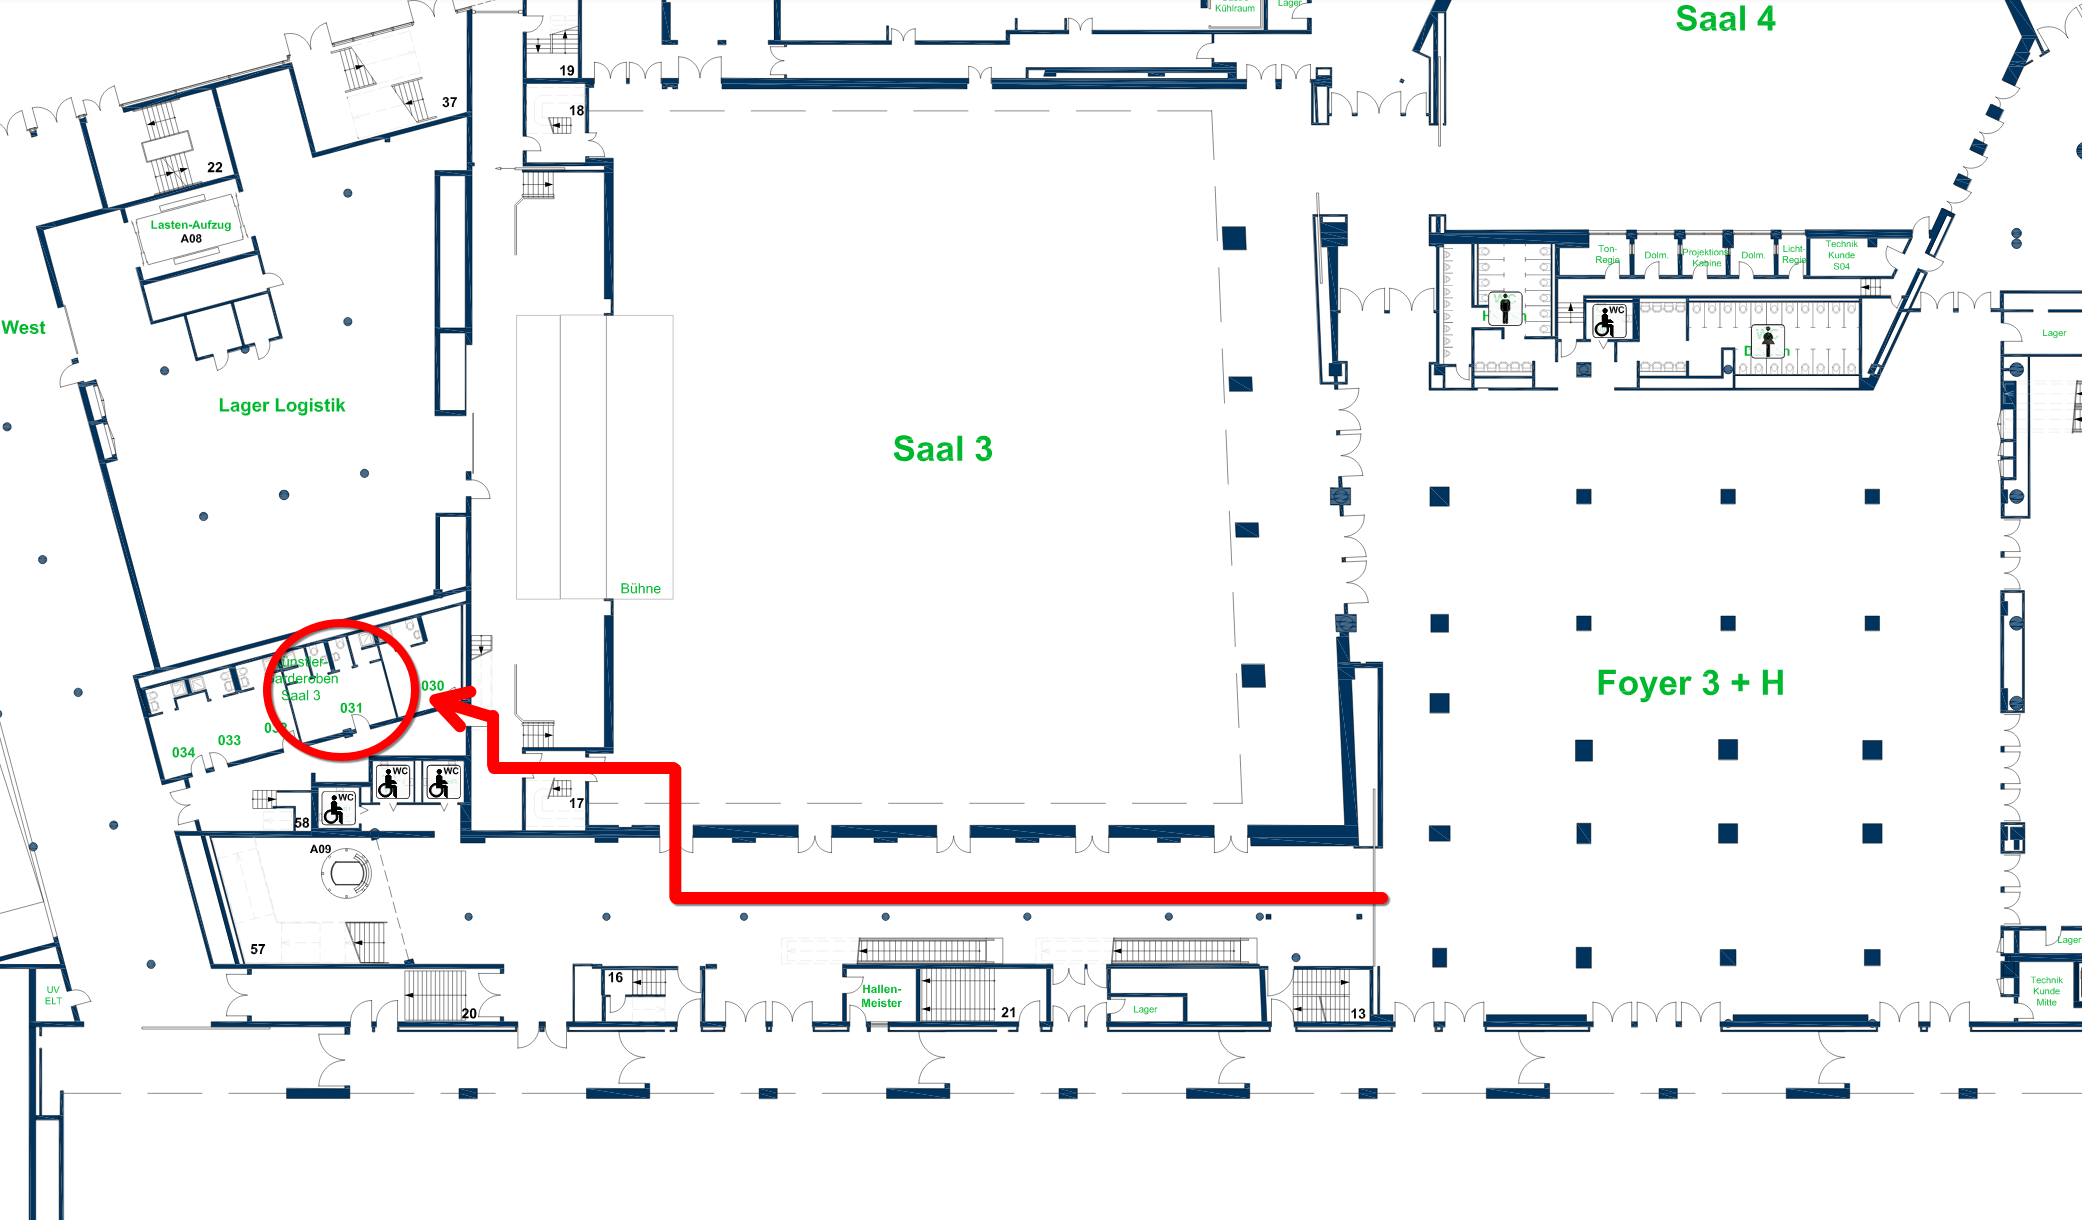 Kühlraum
Lager
Saal 4
19
37
18
22
Lasten-Aufzug
A08
West
Ton-
Regie
Dolm.
Projektions
Kabine
Dolm.
Licht-
Regie
Technik
Kunde
S04
WC
WC
Lager
Lager Logistik
Saal 3
Bühne
Künstler-
Garderoben
Saal 3
030
031
032
033
034
Foyer 3 + H
WC
WC
WC
17
58
A09
57
UV
ELT
20
16
Hallen-
Meister
21
Lager
13
Lager
Technik
Kunde
Mitte